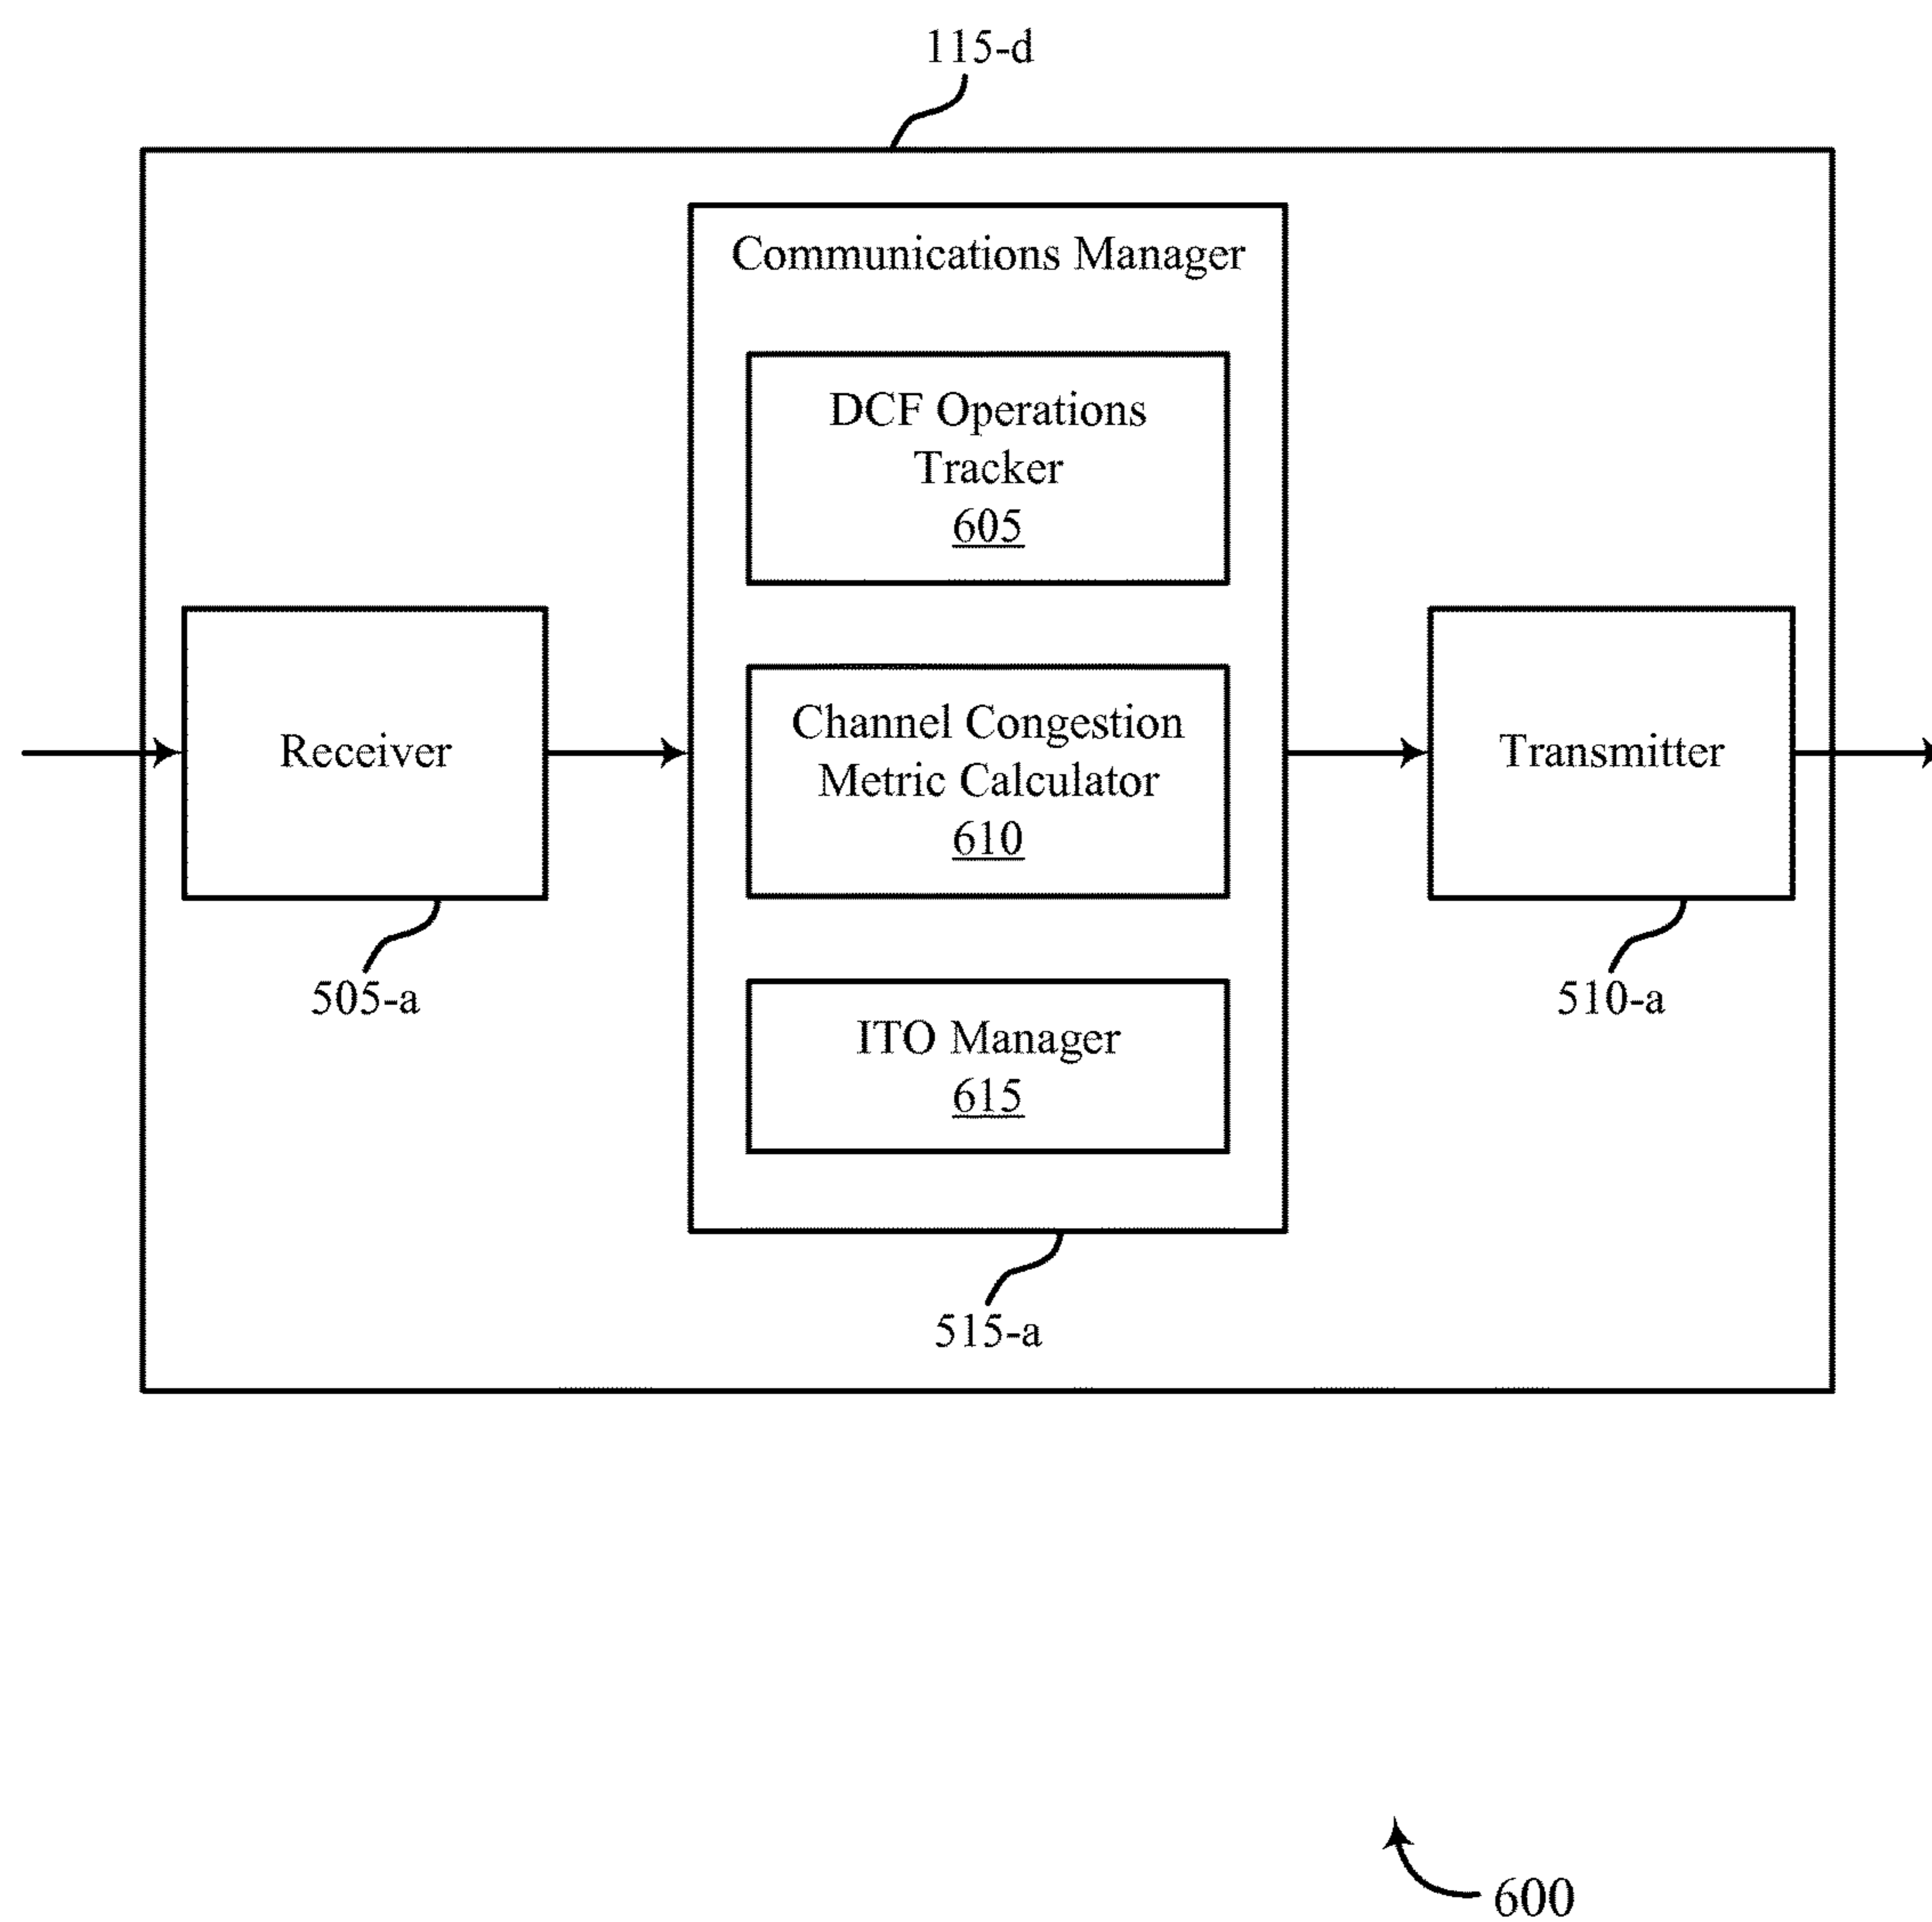 115-d
Communications Manager
DCF Operations
Tracker
605
Receiver
Channel Congestion
Metric Calculator
610
Transmitter
505-a
ITO Manager
615
510-a
515-a
600